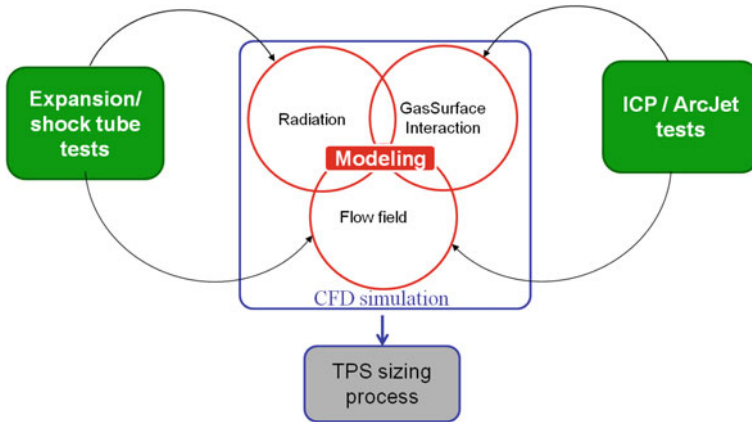 Expansion/
shock tube
tests
Radiation
GasSurface
Interaction
Modeling
Flow field
CFD simulation
ICP / ArcJet
tests
TPS sizing
process